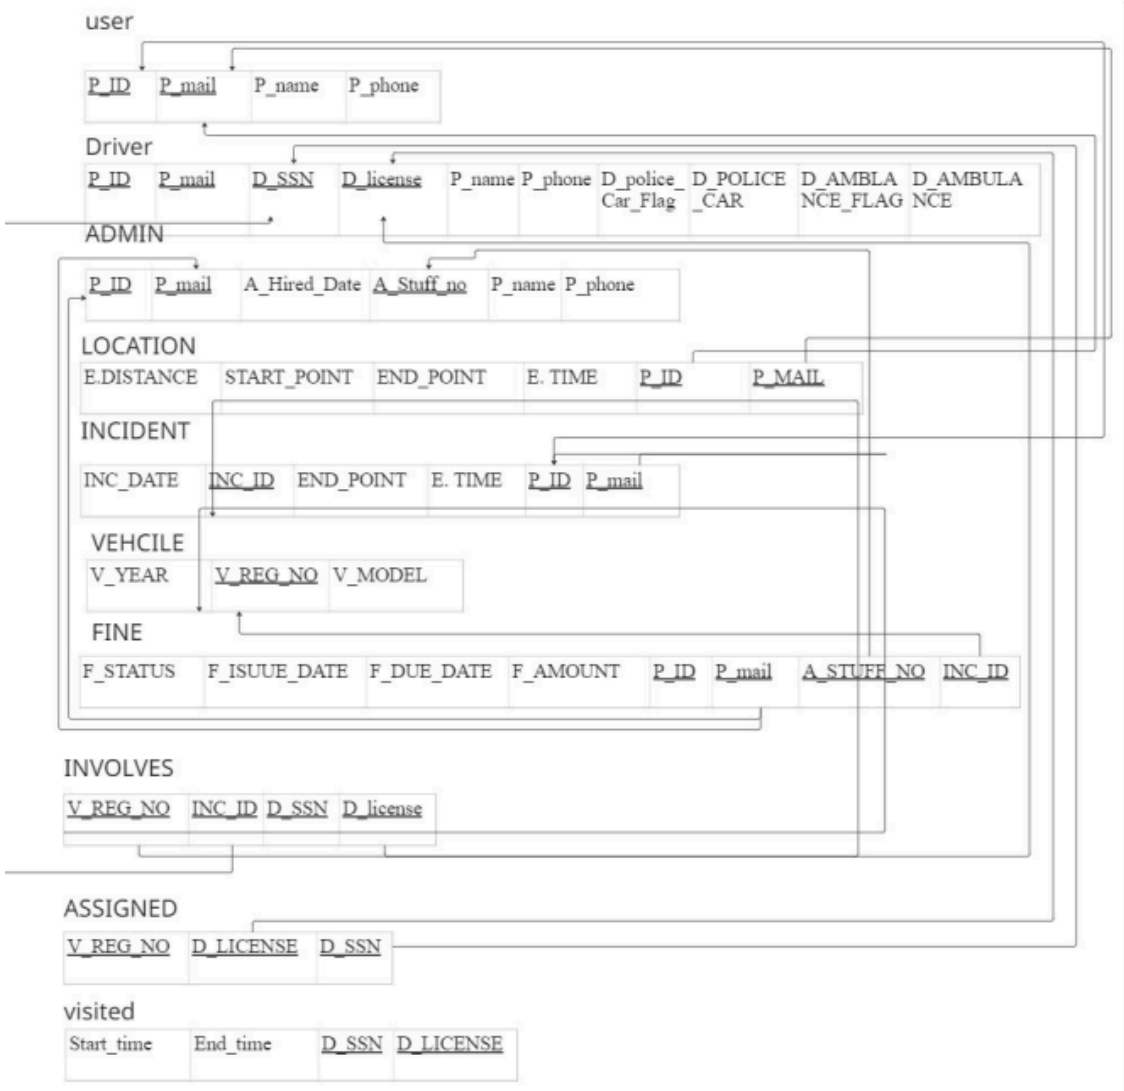 user
P_ID P_mail P_name P_phone
Driver
P_ID P_mail D_SSN D_license P_name P_phone D_police_ D_POLICE D_AMBLA D_AMBULA
Car_Flag _CAR NCE_FLAG NCE
ADMIN
P_ID P_mail A_Hired_Date A_Stuff_no P_name P_phone
LOCATION
E.DISTANCE START_POINT END_POINT E. TIME P_ID P_MAIL
INCIDENT
INC_DATE INC_ID END_POINT E. TIME P_ID P_mail
VEHCILE
V_YEAR V_REG_NO V_MODEL
FINE
F_STATUS F_ISUUE_DATE F_DUE_DATE F_AMOUNT P_ID P_mail A_STUFF_NO INC_ID
INVOLVES
V_REG_NO INC_ID D_SSN D_license
ASSIGNED
V_REG_NO D_LICENSE D_SSN
visited
Start_time End_time D_SSN D_LICENSE